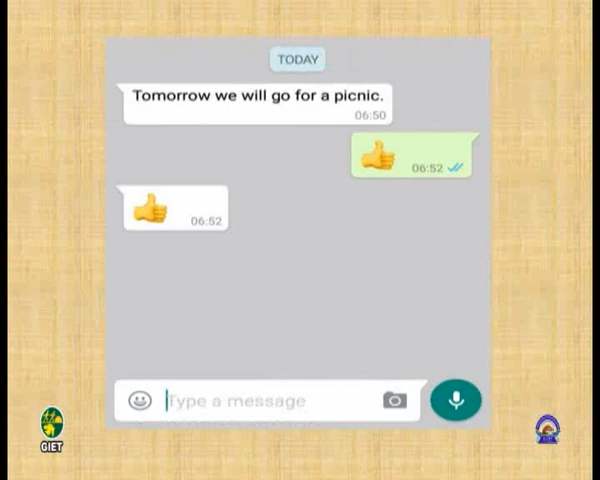 TODAY
Tomorrow we will go for a picnic.
06:50
👍 06:52
👍 06:52
Type a message
GIET